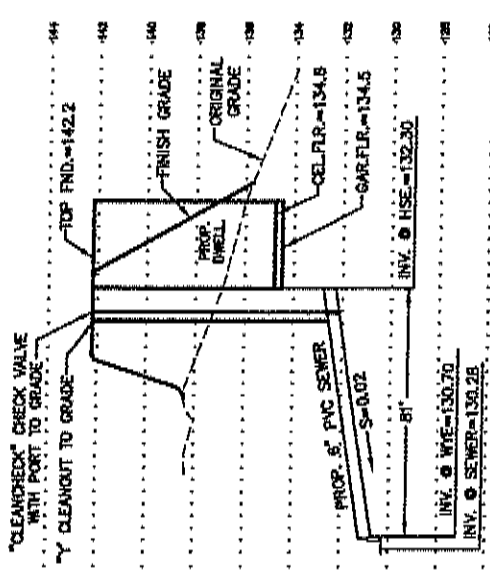 "CLEANCHECK" CHECK VALVE
WITH PORT TO GRADE
"Y" CLEANOUT TO GRADE
TOP FND.=142.2
FINISH GRADE
ORIGINAL
GRADE
PROP.
DWELL
CEL.FLR.=134.8
GAR.FLR.=134.5
PROP. 6" PVC SEWER
S=0.02
81'
INV. @ HSE.=132.30
INV. @ WYE=130.70
INV. @ SEWER=130.28
-144
-142
-140
-138
-136
-134
-132
-130
-128